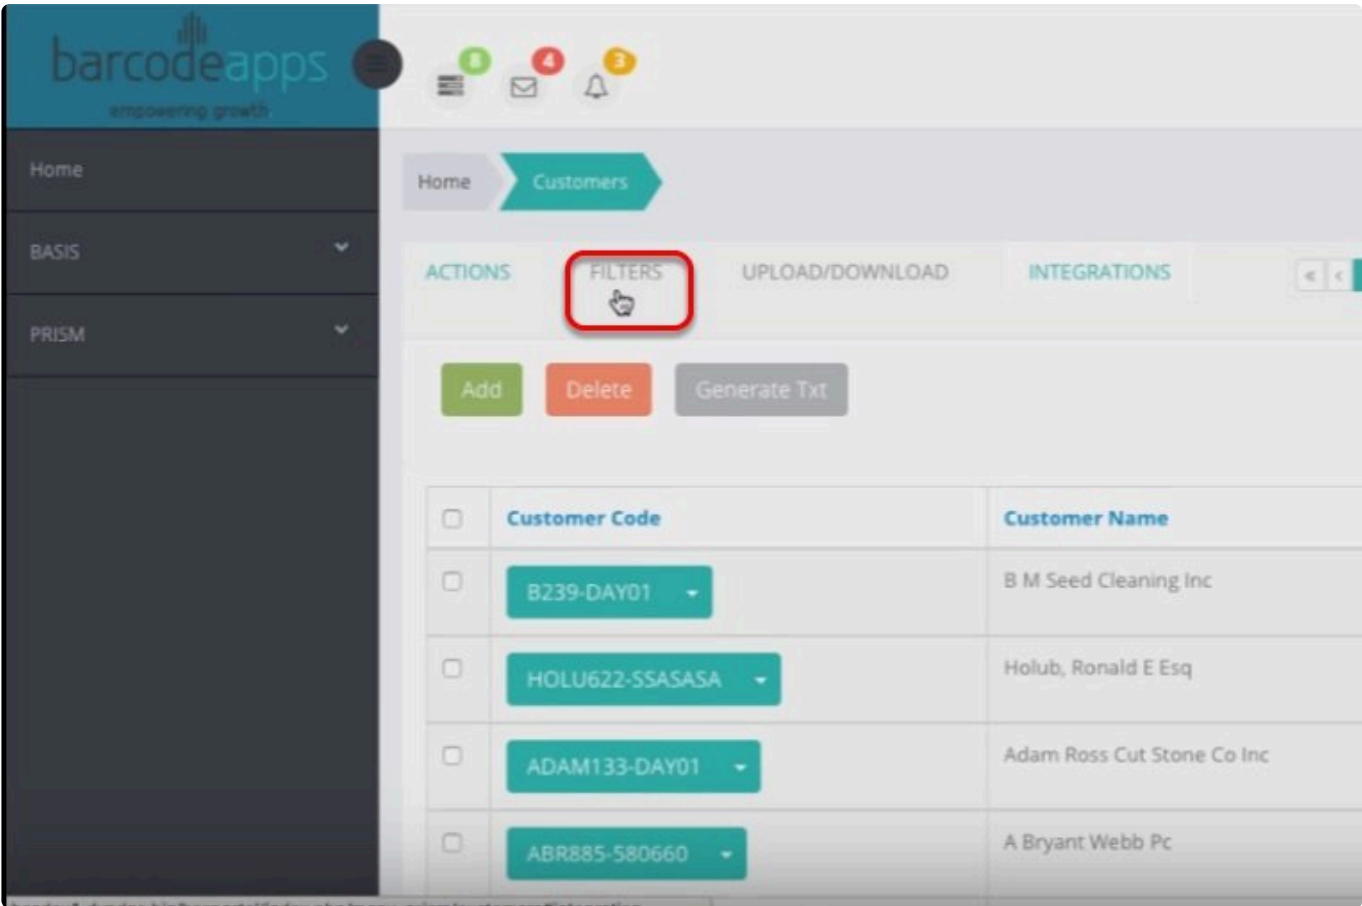 barcodeapps
empowering growth
8 4 3
Home
BASIS
PRISM
Home Customers
ACTIONS FILTERS UPLOAD/DOWNLOAD INTEGRATIONS
« ‹
Add Delete Generate Txt
Customer Code Customer Name
B239-DAY01 B M Seed Cleaning Inc
HOLU622-SSASASA Holub, Ronald E Esq
ADAM133-DAY01 Adam Ross Cut Stone Co Inc
ABR885-580660 A Bryant Webb Pc